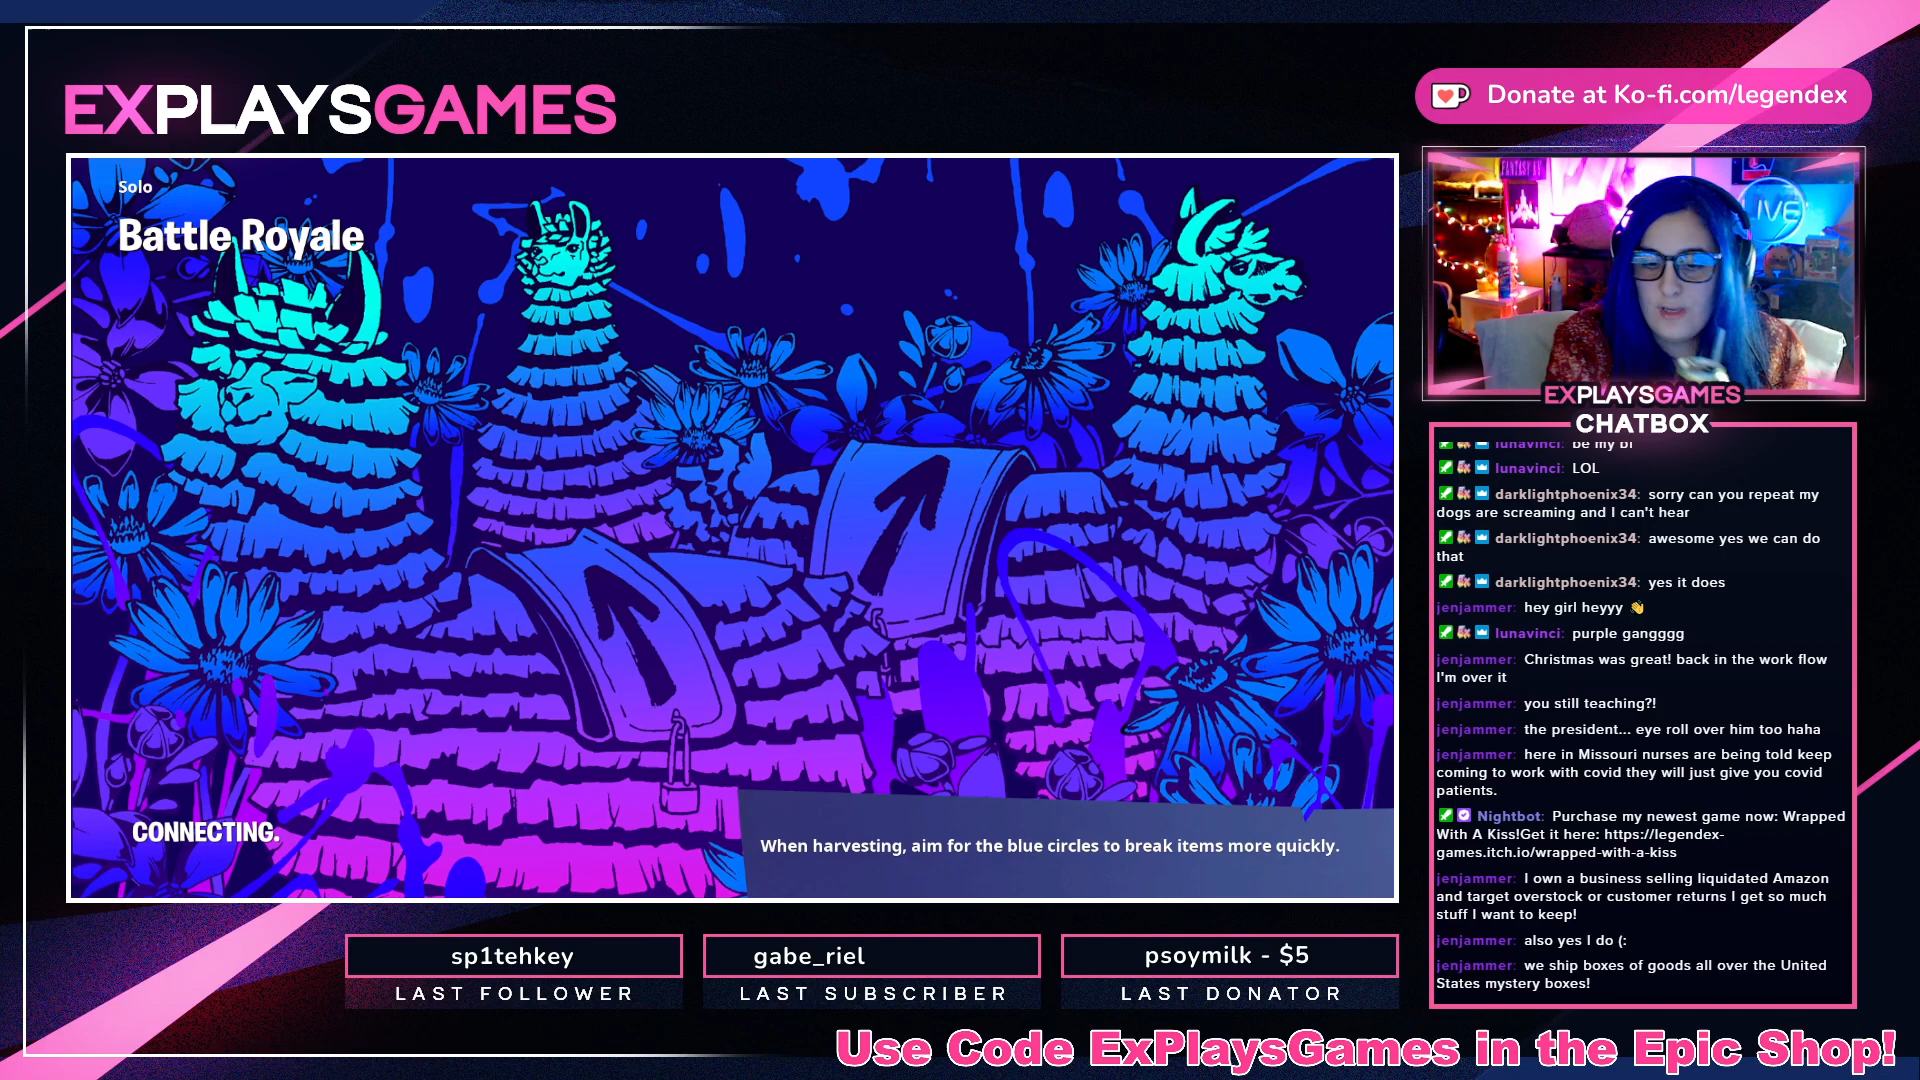 EXPLAYSGAMES
Donate at Ko-fi.com/legendex
Solo
Battle Royale
CONNECTING.
When harvesting, aim for the blue circles to break items more quickly.
LIVE
EXPLAYSGAMES
CHATBOX
lunavinci: be my bf
lunavinci: LOL
darklightphoenix34: sorry can you repeat my
dogs are screaming and I can't hear
darklightphoenix34: awesome yes we can do
that
darklightphoenix34: yes it does
jenjammer: hey girl heyyy 👋
lunavinci: purple gangggg
jenjammer: Christmas was great! back in the work flow
I'm over it
jenjammer: you still teaching?!
jenjammer: the president... eye roll over him too haha
jenjammer: here in Missouri nurses are being told keep
coming to work with covid they will just give you covid
patients.
Nightbot: Purchase my newest game now: Wrapped
With A Kiss!Get it here: https://legendex-
games.itch.io/wrapped-with-a-kiss
jenjammer: I own a business selling liquidated Amazon
and target overstock or customer returns I get so much
stuff I want to keep!
jenjammer: also yes I do (:
jenjammer: we ship boxes of goods all over the United
States mystery boxes!
sp1tehkey
LAST FOLLOWER
gabe_riel
LAST SUBSCRIBER
psoymilk - $5
LAST DONATOR
Use Code ExPlaysGames in the Epic Shop!